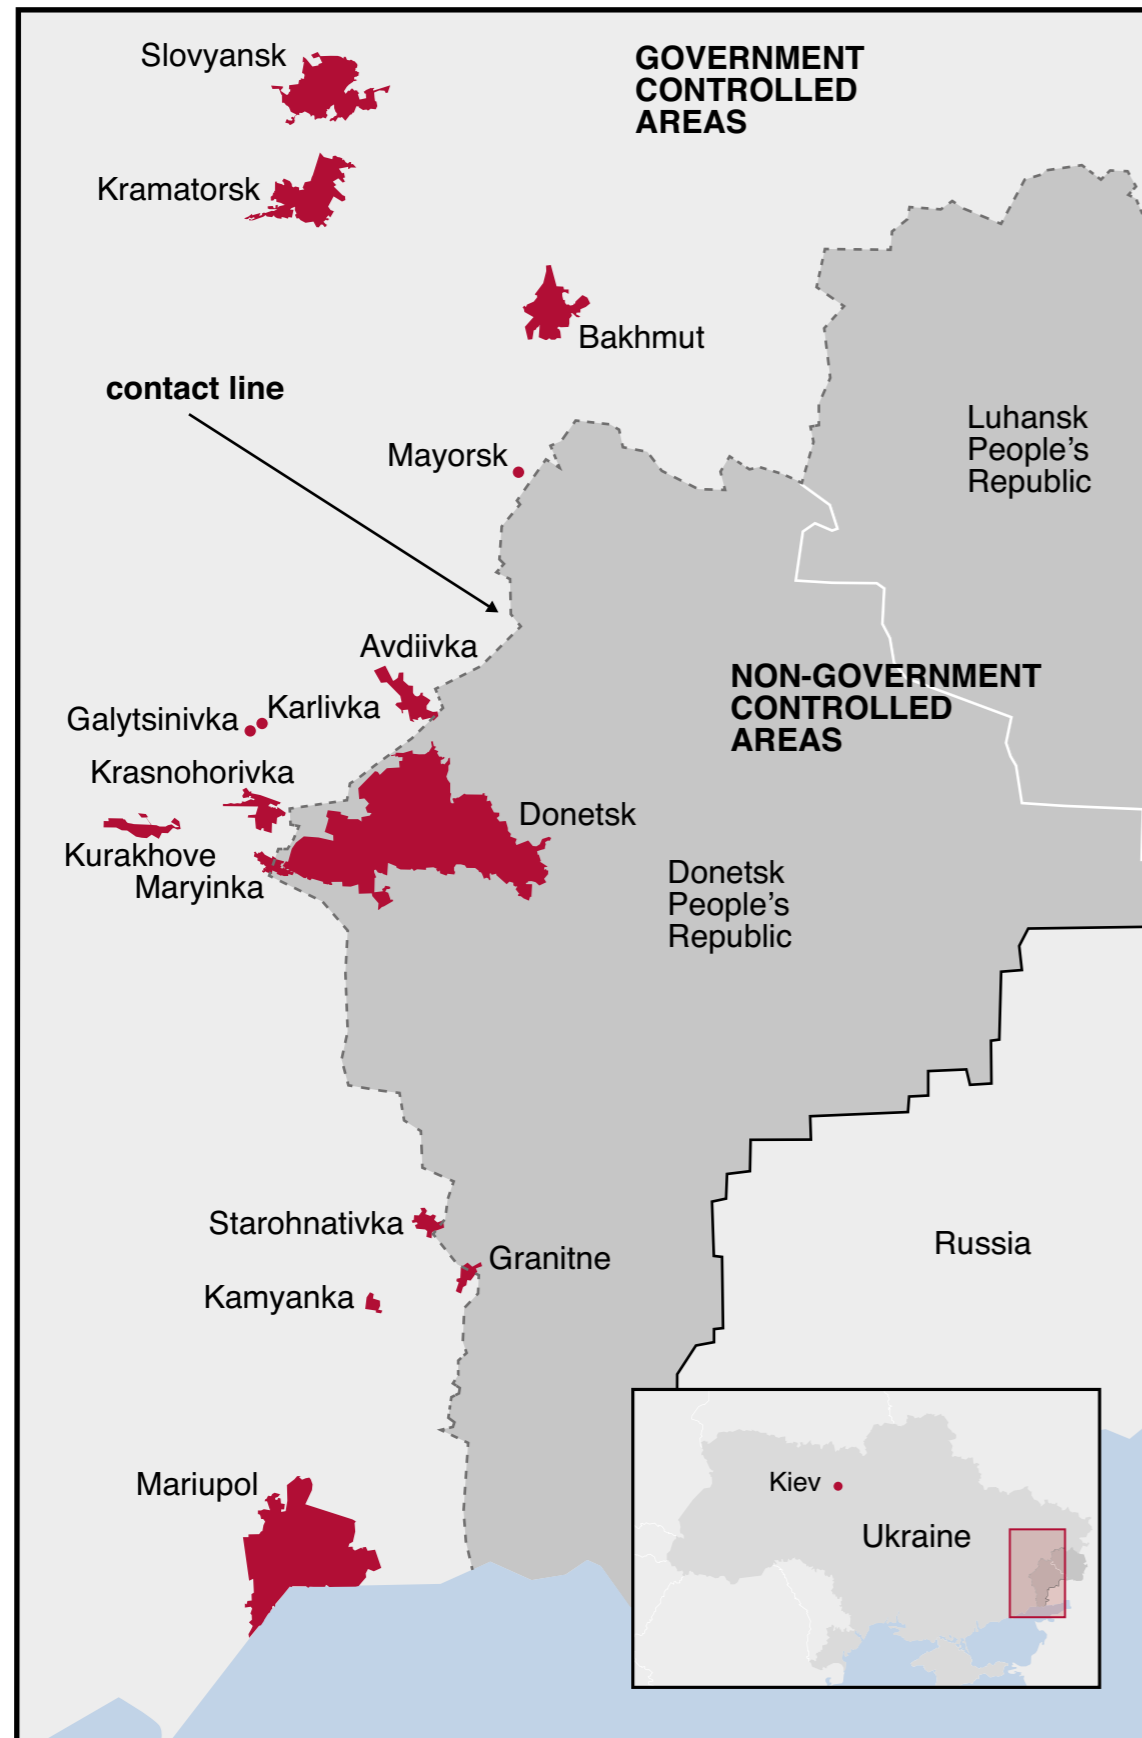 Slovyansk
GOVERNMENT
CONTROLLED
AREAS
Kramatorsk
Bakhmut
contact line
Luhansk
People's
Republic
Mayorsk
Avdiivka
NON-GOVERNMENT
CONTROLLED
AREAS
Karlivka
Galytsinivka
Krasnohorivka
Donetsk
Kurakhove
Maryinka
Donetsk
People's
Republic
Starohnativka
Granitne
Russia
Kamyanka
Mariupol
Kiev
Ukraine